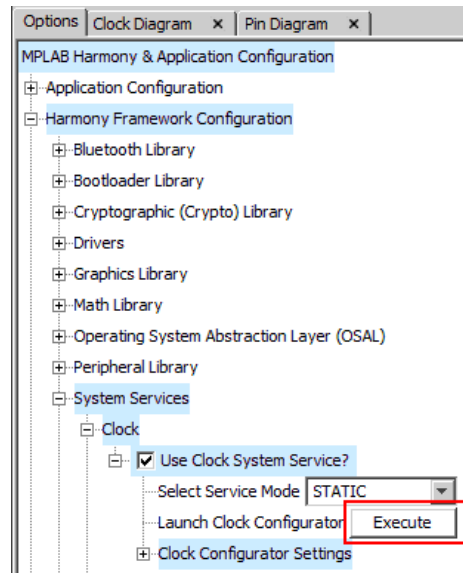 Options Clock Diagram x Pin Diagram x
MPLAB Harmony & Application Configuration
Application Configuration
Harmony Framework Configuration
Bluetooth Library
Bootloader Library
Cryptographic (Crypto) Library
Drivers
Graphics Library
Math Library
Operating System Abstraction Layer (OSAL)
Peripheral Library
System Services
Clock
Use Clock System Service?
Select Service Mode STATIC
Launch Clock Configurator Execute
Clock Configurator Settings